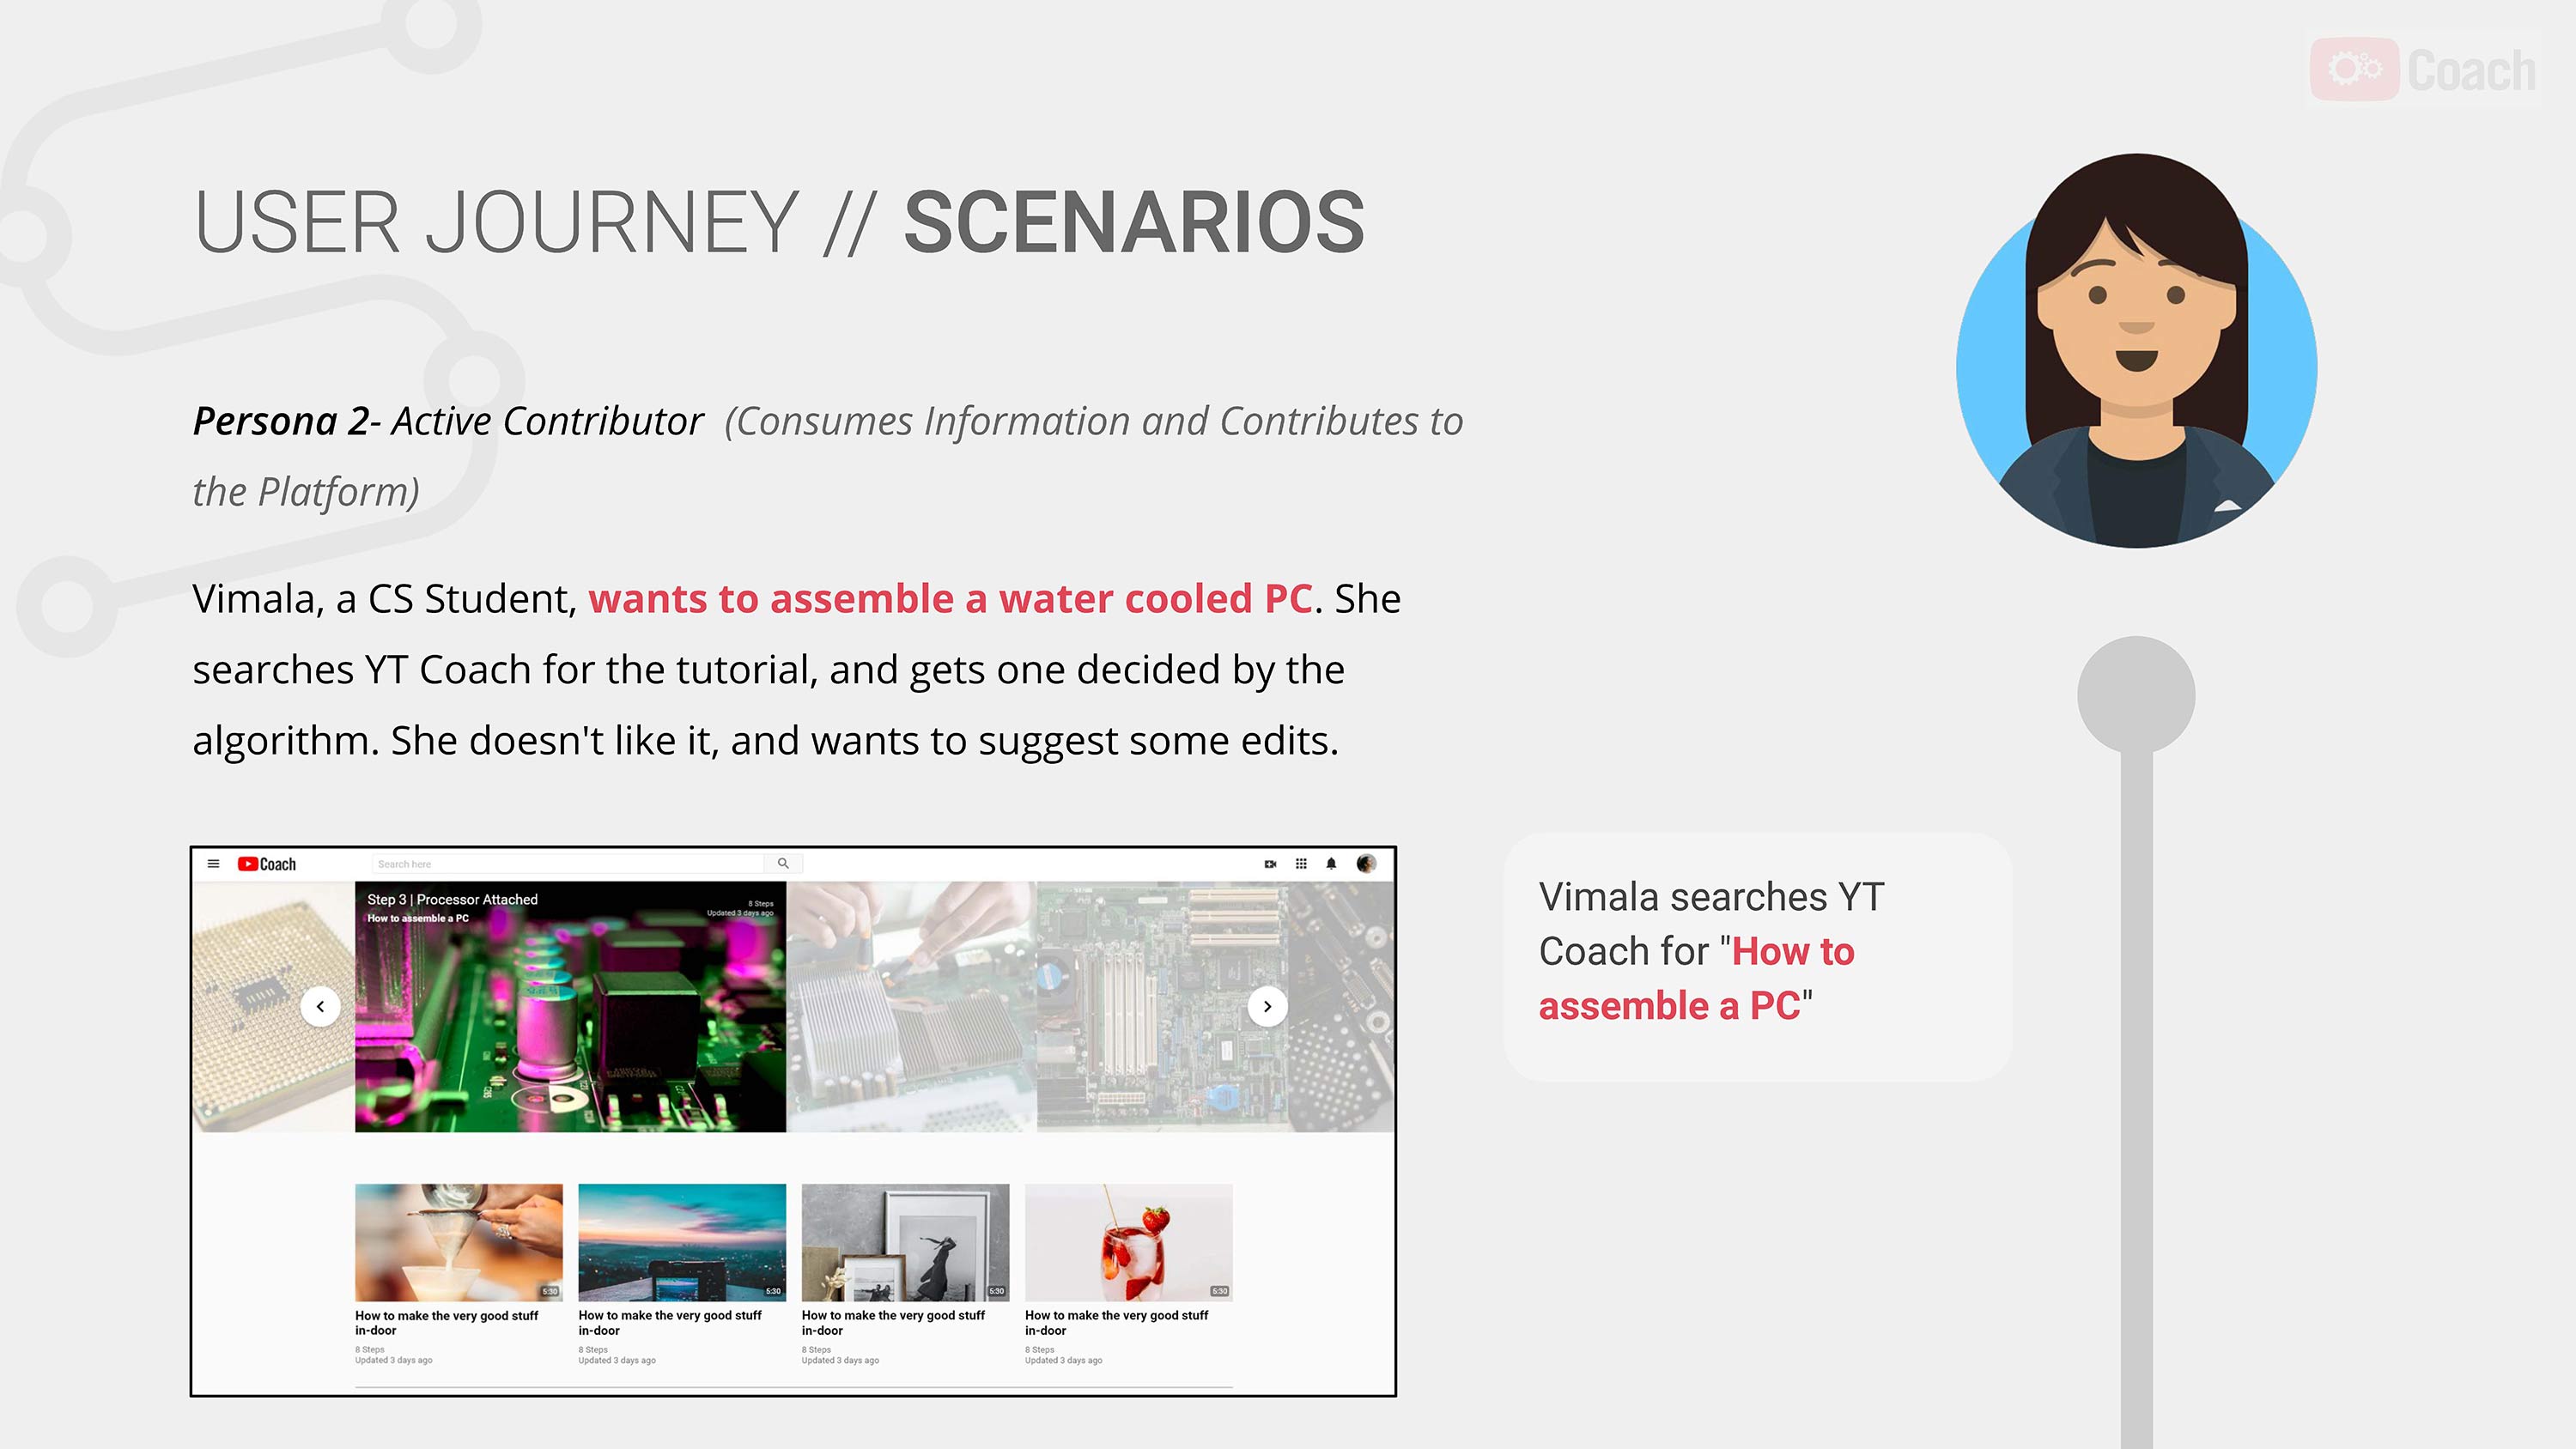 Coach
USER JOURNEY // SCENARIOS
Persona 2- Active Contributor (Consumes Information and Contributes to
the Platform)
Vimala, a CS Student, wants to assemble a water cooled PC. She
searches YT Coach for the tutorial, and gets one decided by the
algorithm. She doesn't like it, and wants to suggest some edits.
Coach
Search here
Step 3 | Processor Attached
How to assemble a PC
8 Steps
Updated 3 days ago
5:30
5:30
5:30
5:30
How to make the very good stuff
in-door
8 Steps
Updated 3 days ago
How to make the very good stuff
in-door
8 Steps
Updated 3 days ago
How to make the very good stuff
in-door
8 Steps
Updated 3 days ago
How to make the very good stuff
in-door
8 Steps
Updated 3 days ago
Vimala searches YT
Coach for "How to
assemble a PC"